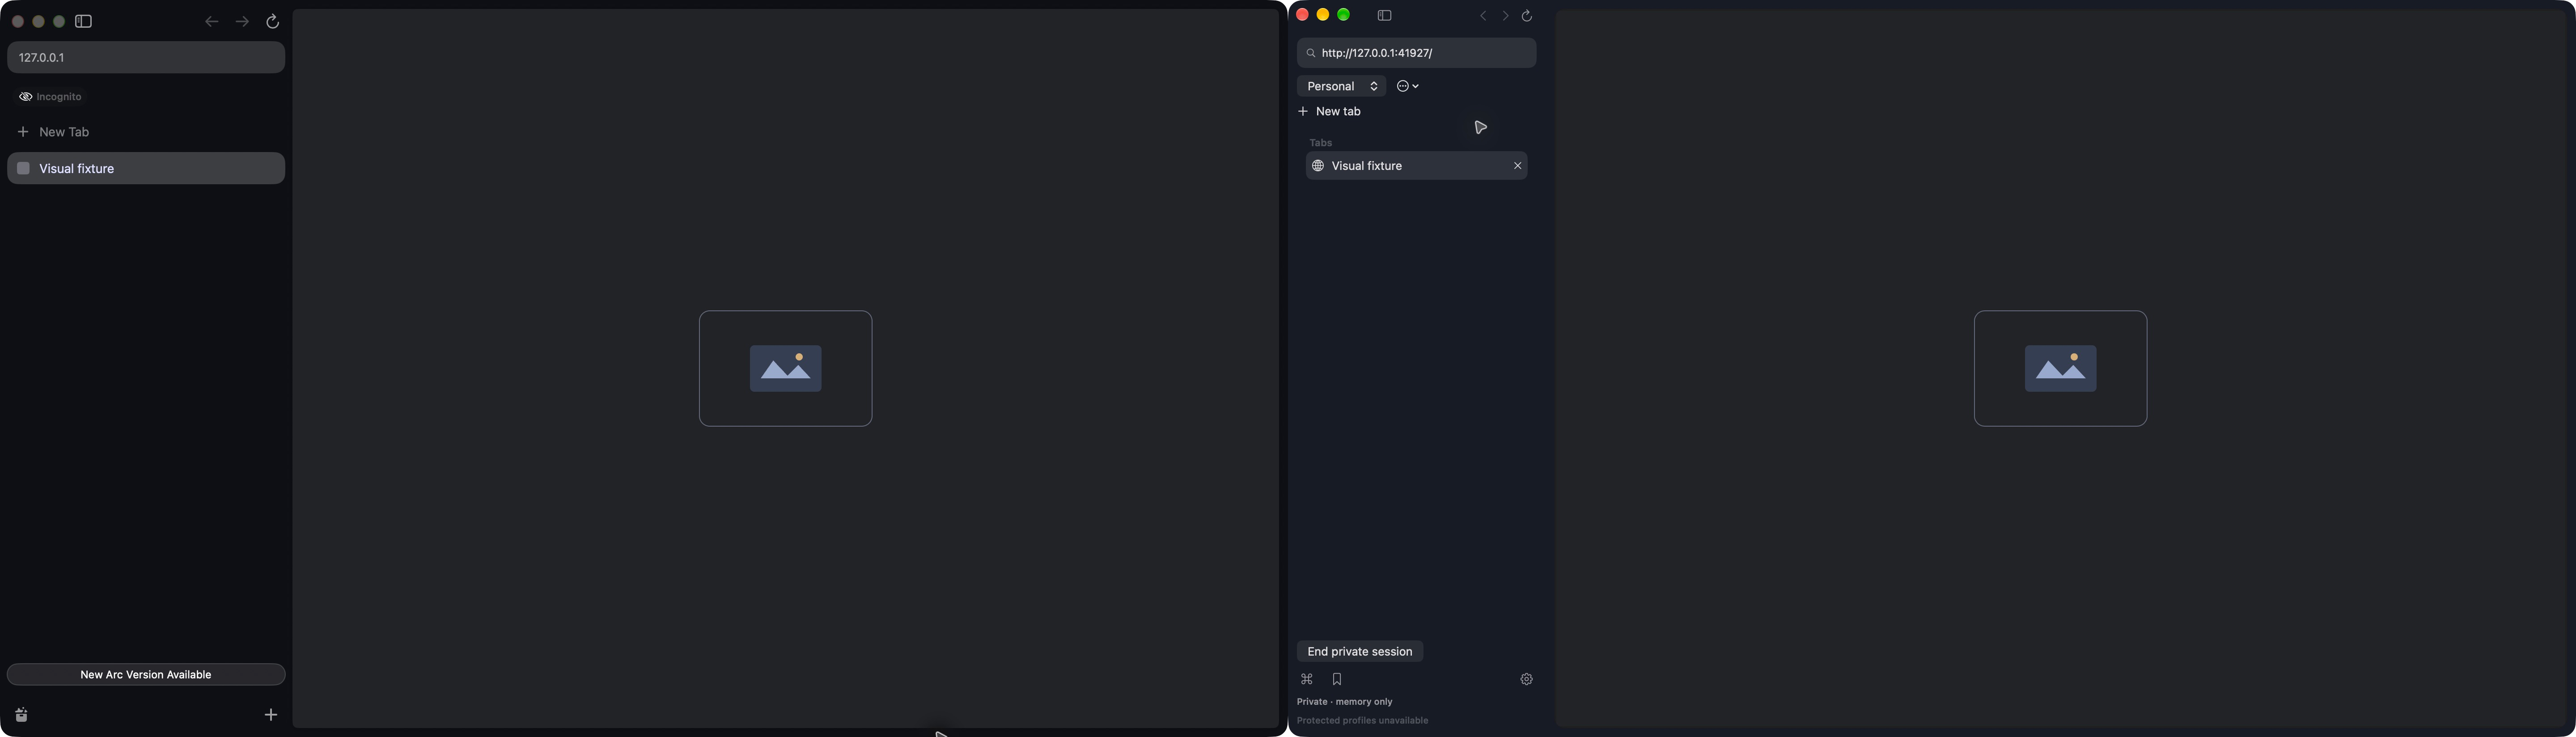 127.0.0.1
Incognito
New Tab
Visual fixture
New Arc Version Available
http://127.0.0.1:41927/
Personal
New tab
Tabs
Visual fixture
End private session
Private · memory only
Protected profiles unavailable